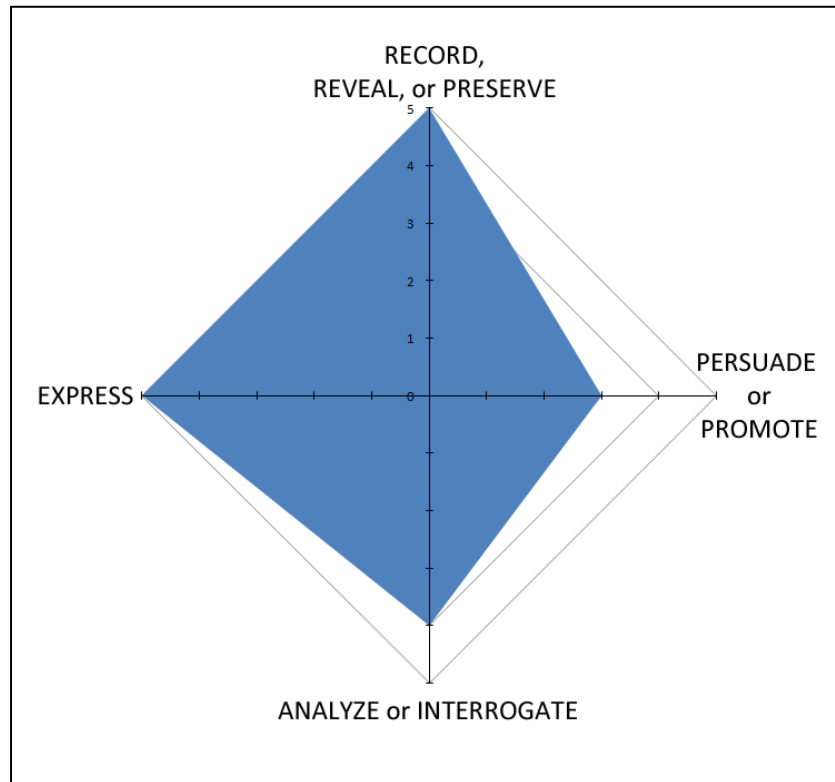 RECORD,
REVEAL, or PRESERVE
5
4
3
2
1
0
EXPRESS
PERSUADE
or
PROMOTE
ANALYZE or INTERROGATE